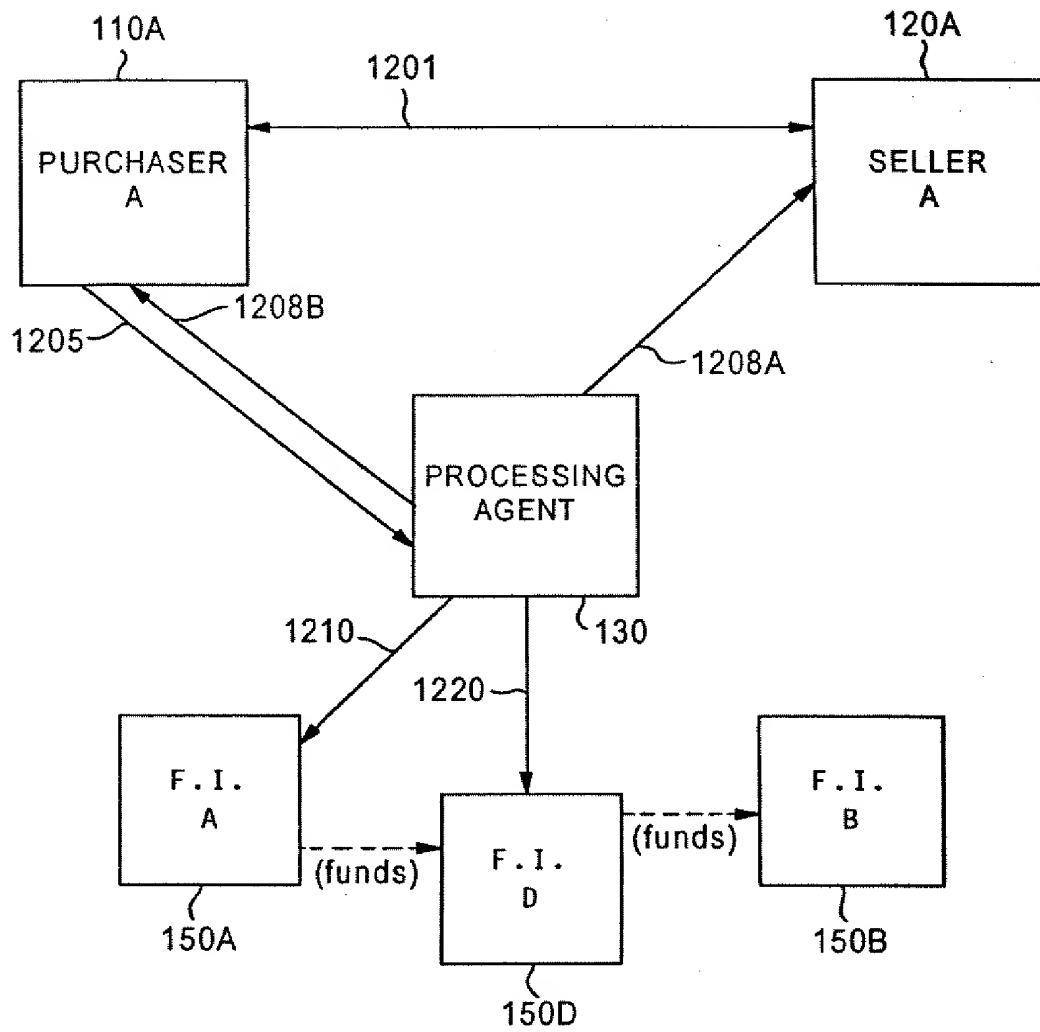 110A
120A
1201
PURCHASER
A
SELLER
A
1205
1208B
1208A
PROCESSING
AGENT
1210
130
1220
F.I.
A
F.I.
B
(funds)
(funds)
F.I.
D
150A
150B
150D